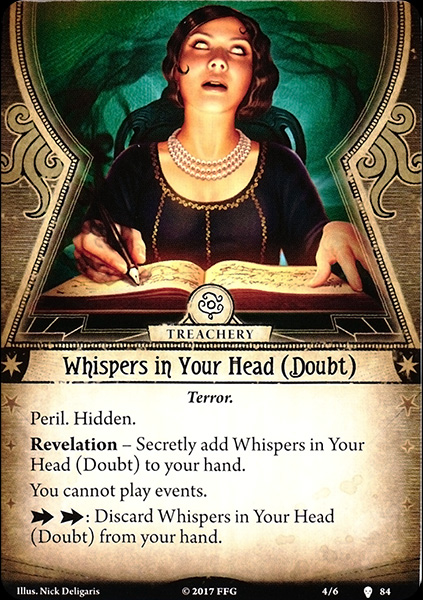 TREACHERY
Whispers in Your Head (Doubt)
Terror.
Peril. Hidden.
Revelation – Secretly add Whispers in Your
Head (Doubt) to your hand.
You cannot play events.
: Discard Whispers in Your Head
(Doubt) from your hand.
Illus. Nick Deligaris © 2017 FFG 4/6 84